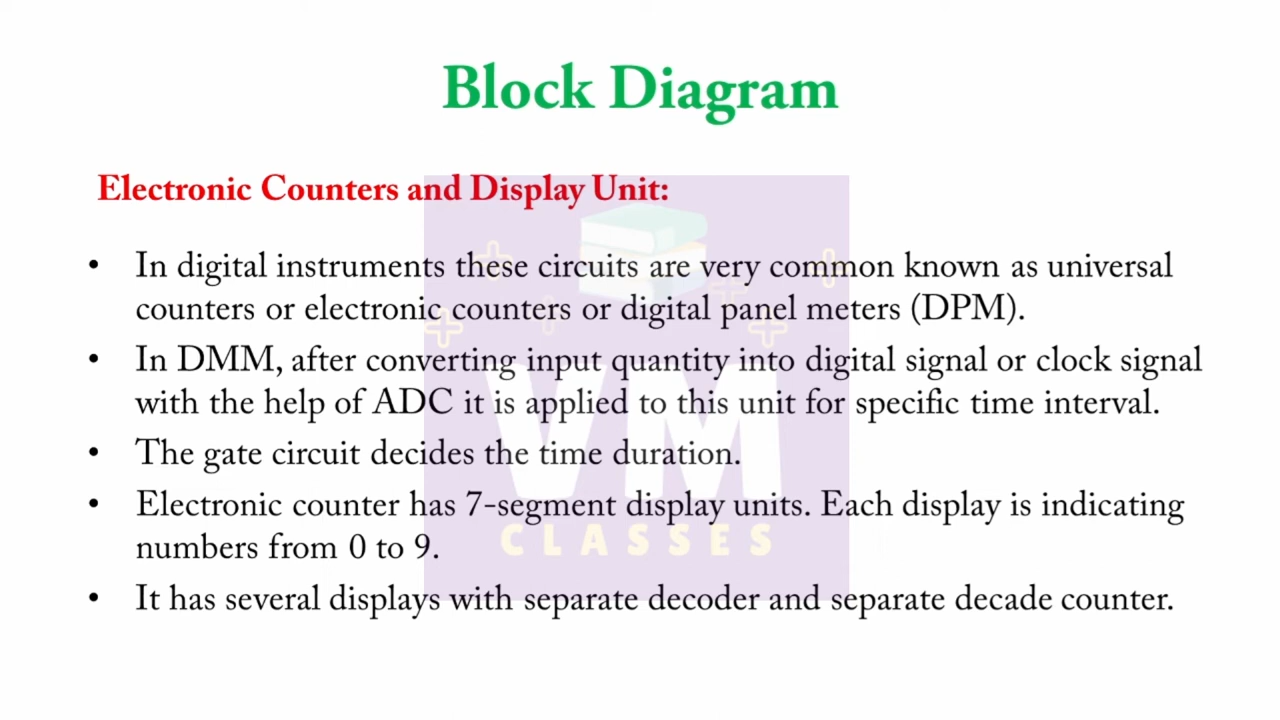 Block Diagram
Electronic Counters and Display Unit:
• In digital instruments these circuits are very common known as universal
counters or electronic counters or digital panel meters (DPM).
• In DMM, after converting input quantity into digital signal or clock signal
with the help of ADC it is applied to this unit for specific time interval.
• The gate circuit decides the time duration.
• Electronic counter has 7-segment display units. Each display is indicating
numbers from 0 to 9.
• It has several displays with separate decoder and separate decade counter.
VM
CLASSES